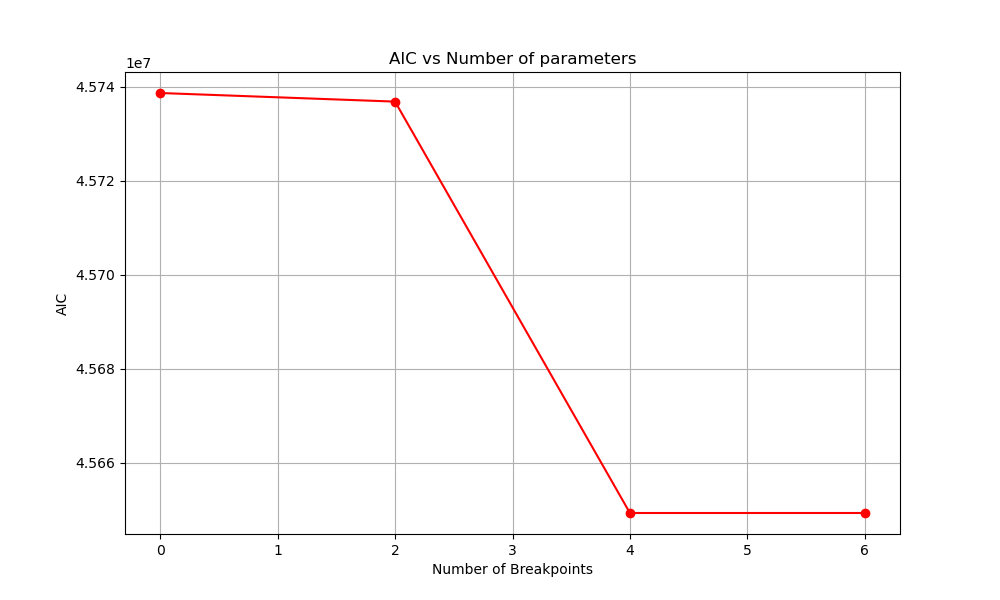 AIC vs Number of parameters
1e7
4.574
4.572
4.570
4.568
4.566
AIC
0 1 2 3 4 5 6
Number of Breakpoints